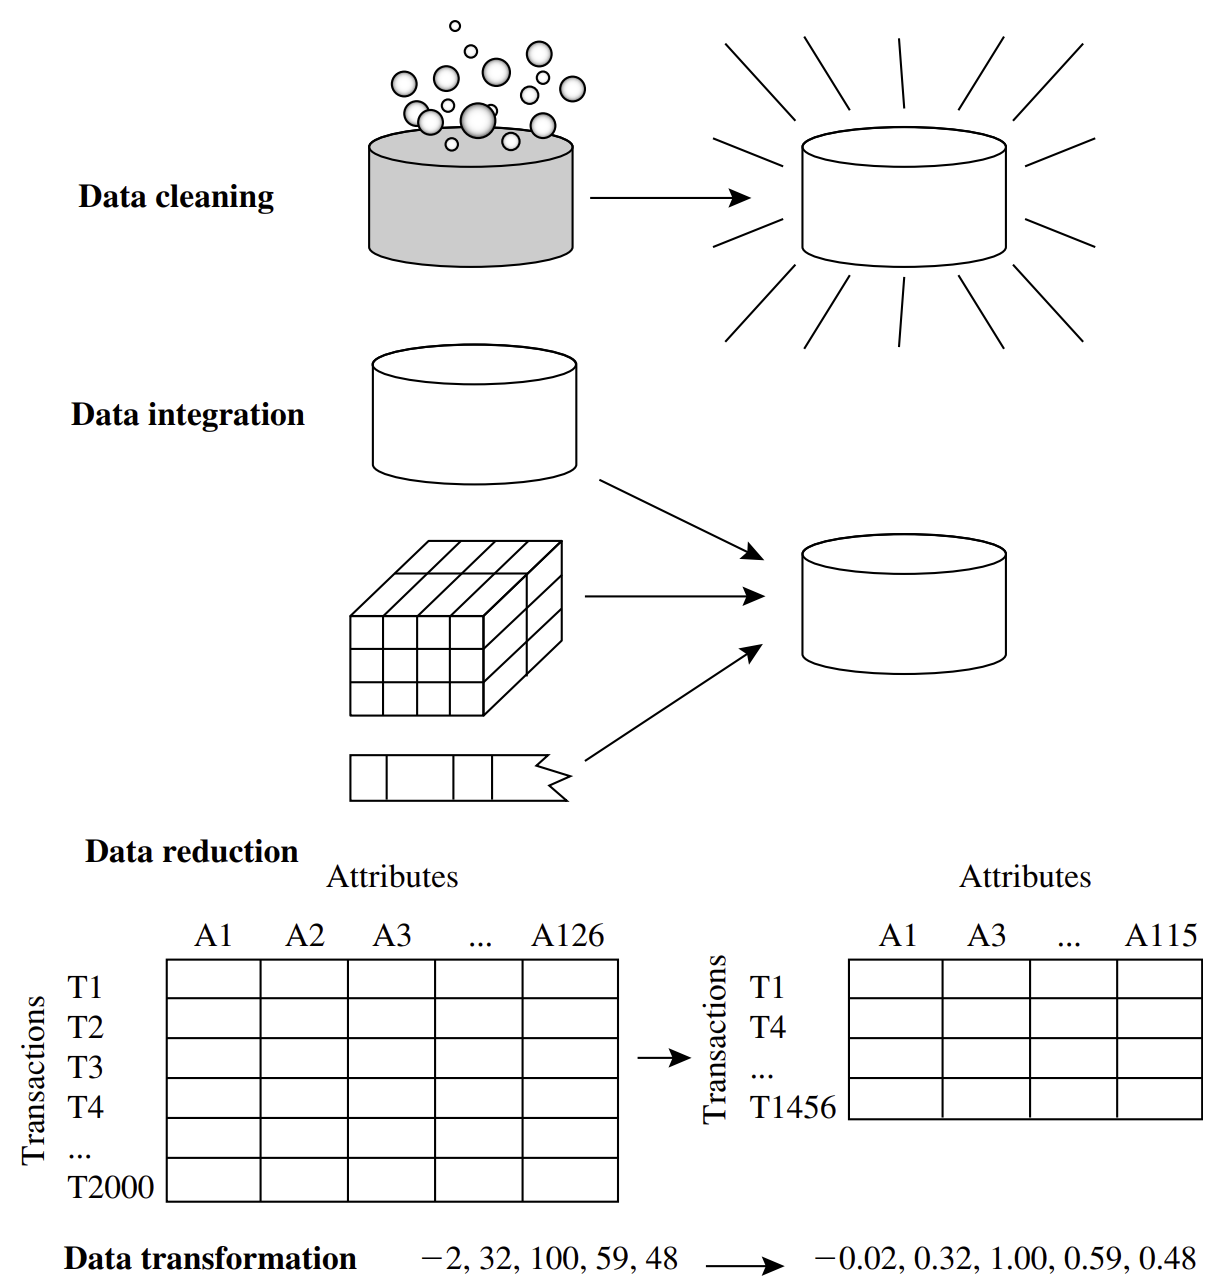 Data cleaning
Data integration
Data reduction
Attributes
A1 A2 A3 ... A126
Transactions
T1
T2
T3
T4
...
T2000
Attributes
A1 A3 ... A115
Transactions
T1
T4
...
T1456
Data transformation −2, 32, 100, 59, 48 −0.02, 0.32, 1.00, 0.59, 0.48